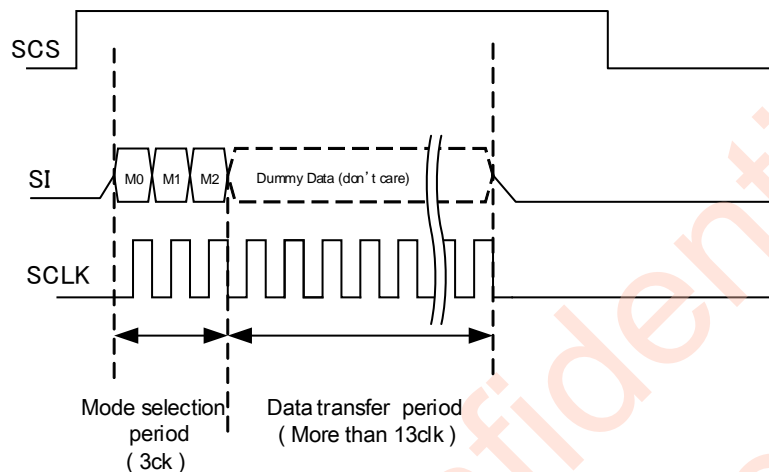 SCS
SI
M0 M1 M2 Dummy Data (don't care)
SCLK
Mode selection period ( 3ck )
Data transfer period ( More than 13clk )